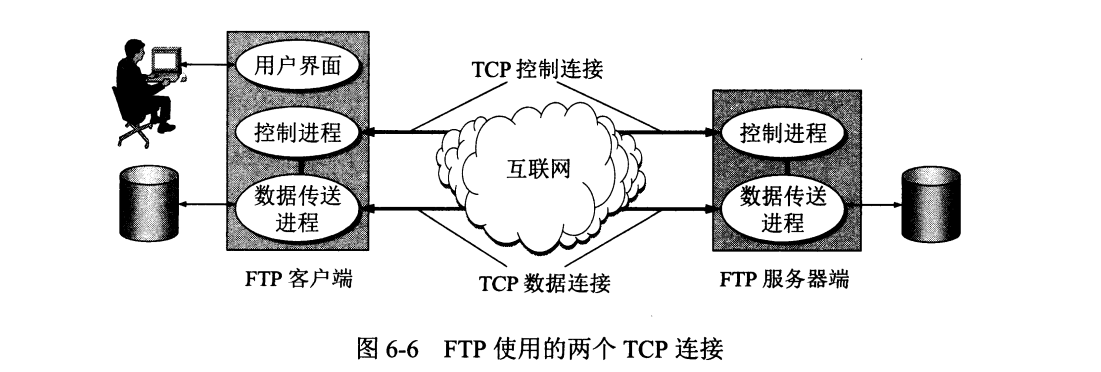 用户界面
TCP 控制连接
控制进程
互联网
控制进程
数据传送
进程
数据传送
进程
FTP 客户端
TCP 数据连接
FTP 服务器端
图 6-6 FTP 使用的两个 TCP 连接